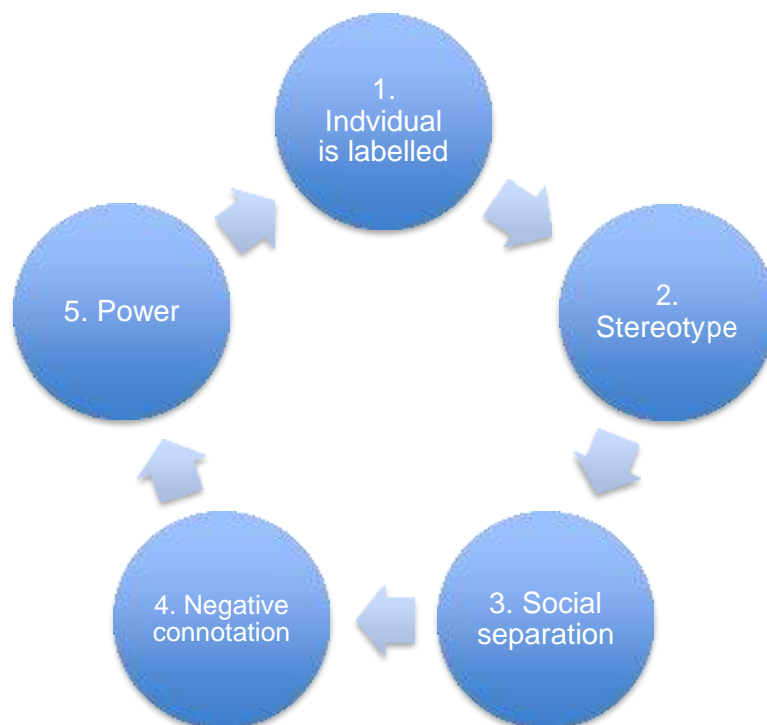 1.
Indvidual
is labelled
2.
Stereotype
3. Social
separation
4. Negative
connotation
5. Power